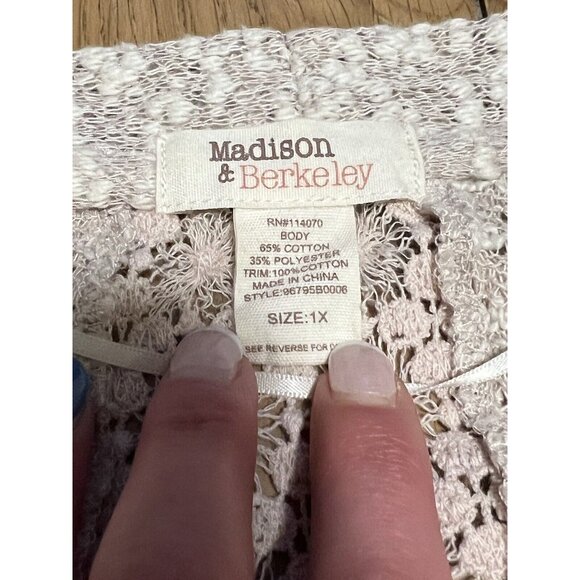 Madison
& Berkeley
RN#114070
BODY
65% COTTON
35% POLYESTER
TRIM:100%COTTON
MADE IN CHINA
STYLE:96795B0006
SIZE:1X
SEE REVERSE FOR